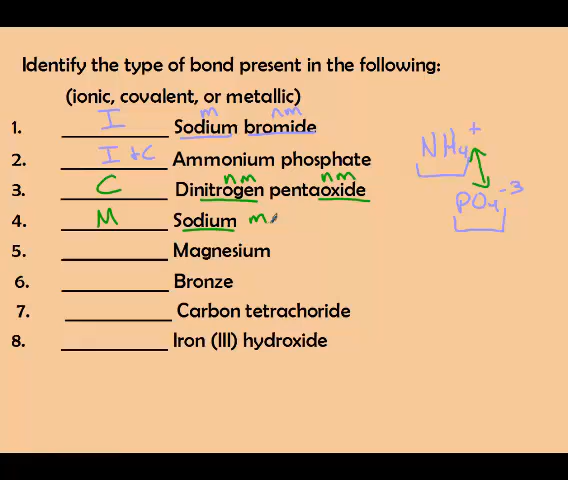 Identify the type of bond present in the following:
(ionic, covalent, or metallic)
m nm
1. I Sodium bromide
2. I + C Ammonium phosphate
nm nm
3. C Dinitrogen pentaoxide
4. M Sodium m
5. Magnesium
6. Bronze
7. Carbon tetrachoride
8. Iron (III) hydroxide
NH4+
PO4-3